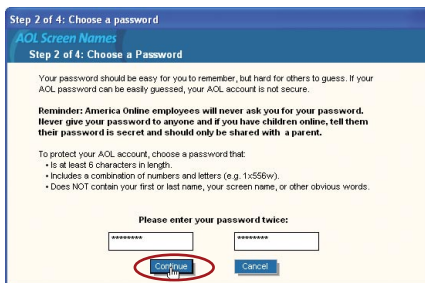 Step 2 of 4: Choose a password
AOL Screen Names
Step 2 of 4: Choose a Password
Your password should be easy for you to remember, but hard for others to guess. If your
AOL password can be easily guessed, your AOL account is not secure.
Reminder: America Online employees will never ask you for your password.
Never give your password to anyone and if you have children online, tell them
their password is secret and should only be shared with a parent.
To protect your AOL account, choose a password that:
• Is at least 6 characters in length.
• Includes a combination of numbers and letters (e.g. 1x556w).
• Does NOT contain your first or last name, your screen name, or other obvious words.
Please enter your password twice:
******** ********
Continue Cancel